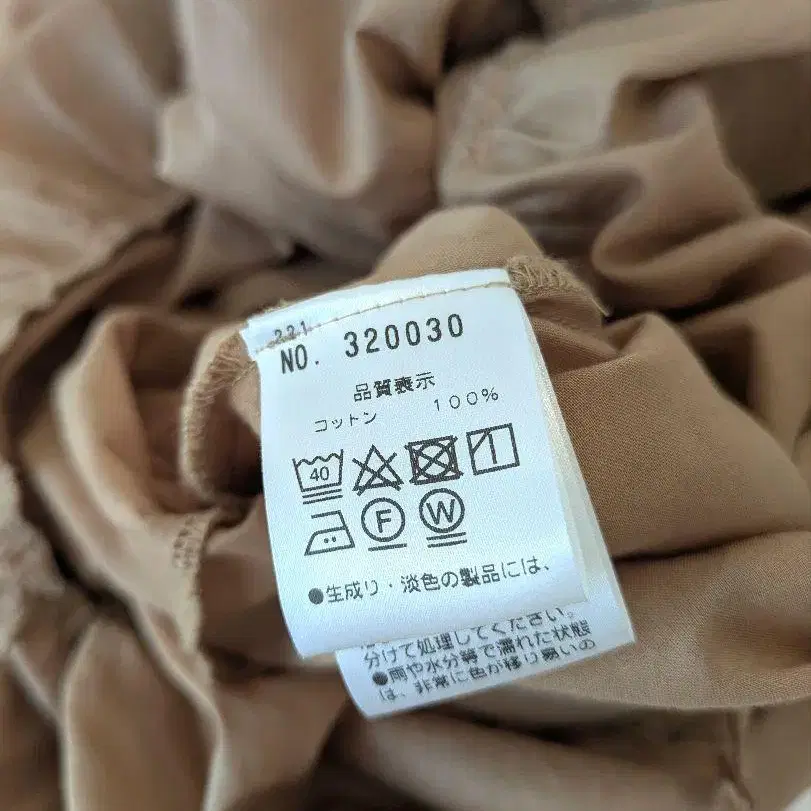 221
NO. 320030
品質表示
コットン 100%
40
F W
●生成り・淡色の製品には、
分けて処理してください。
●雨や水分等で濡れた状態
は、非常に色が移り易いの